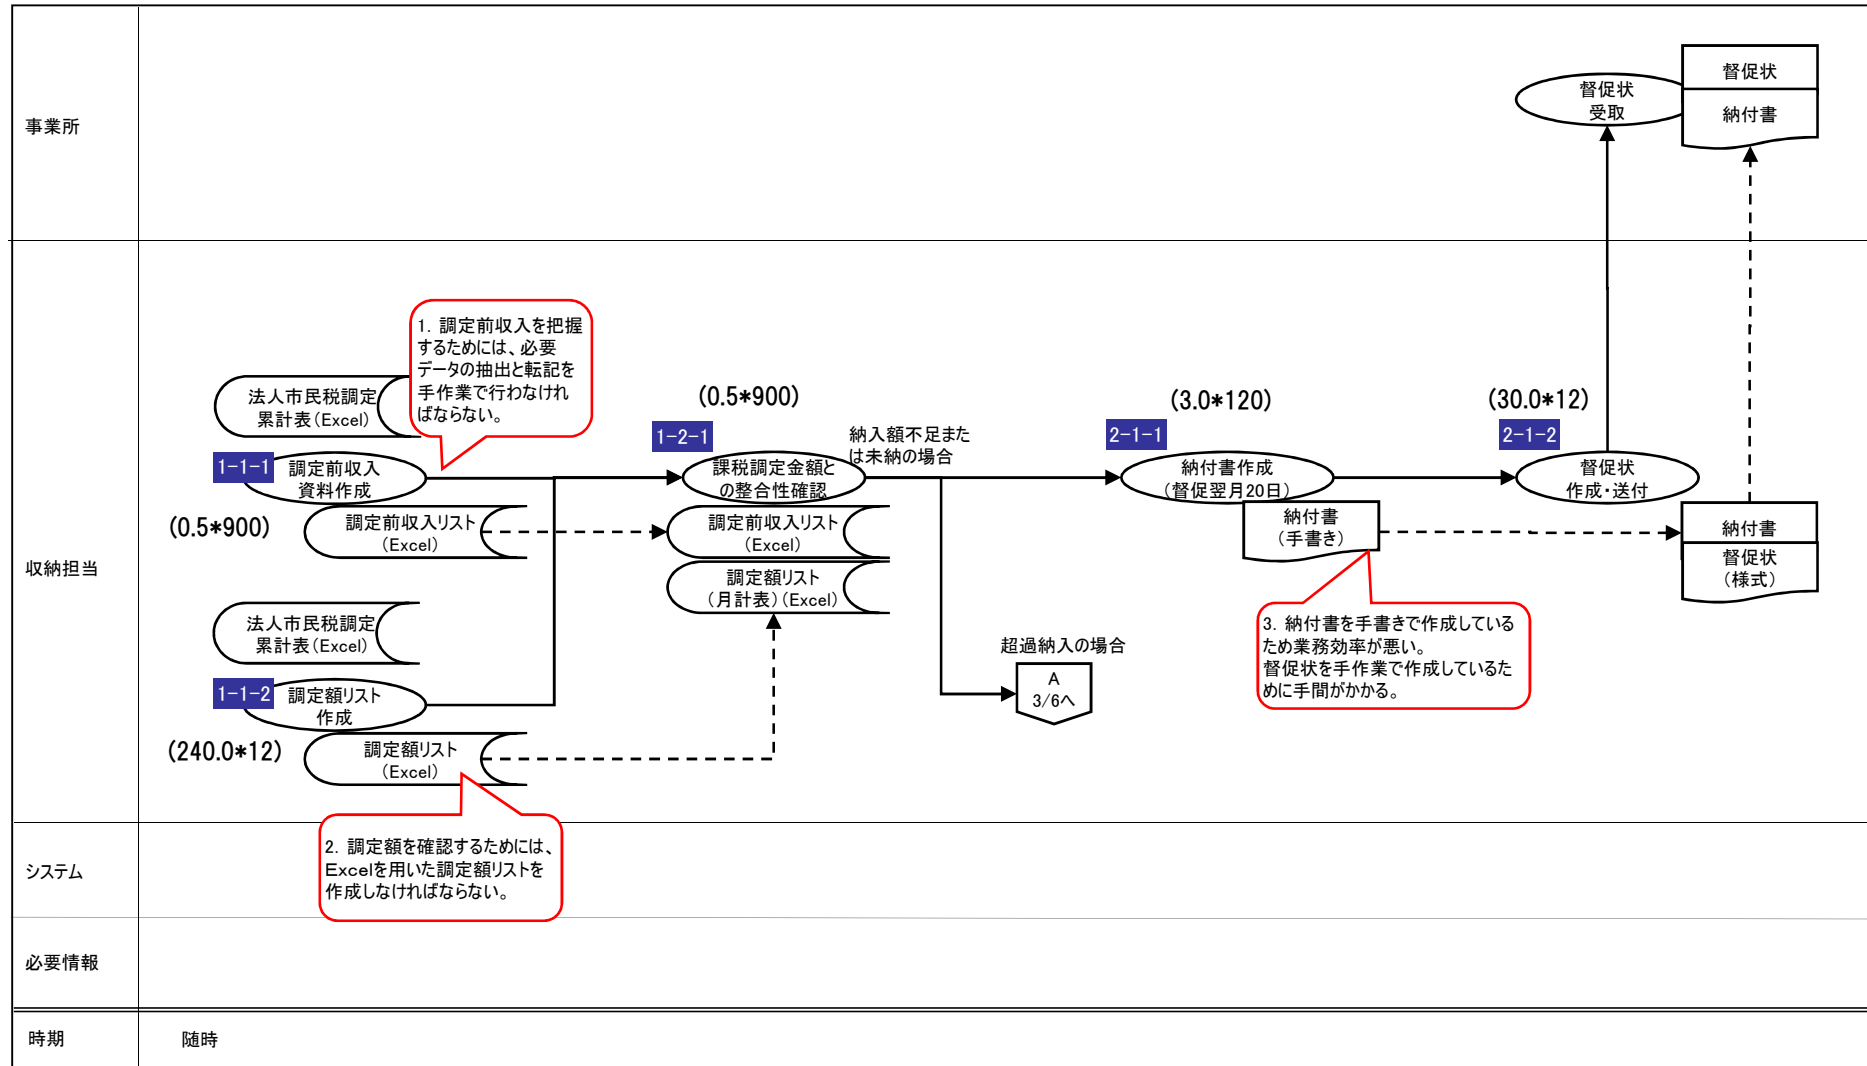 事業所
督促状
受取
督促状
納付書
収納担当
1. 調定前収入を把握
するためには、必要
データの抽出と転記を
手作業で行わなけれ
ばならない。
法人市民税調定
累計表(Excel)
1-1-1
調定前収入
資料作成
(0.5*900)
調定前収入リスト
(Excel)
法人市民税調定
累計表(Excel)
1-1-2
調定額リスト
作成
(240.0*12)
調定額リスト
(Excel)
2. 調定額を確認するためには、
Excelを用いた調定額リストを
作成しなければならない。
(0.5*900)
1-2-1
課税調定金額と
の整合性確認
調定前収入リスト
(Excel)
調定額リスト
(月計表)(Excel)
納入額不足また
は未納の場合
超過納入の場合
A
3/6へ
(3.0*120)
2-1-1
納付書作成
(督促翌月20日)
納付書
(手書き)
3. 納付書を手書きで作成している
ため業務効率が悪い。
督促状を手作業で作成しているた
めに手間がかかる。
(30.0*12)
2-1-2
督促状
作成・送付
納付書
督促状
(様式)
システム
必要情報
時期
随時